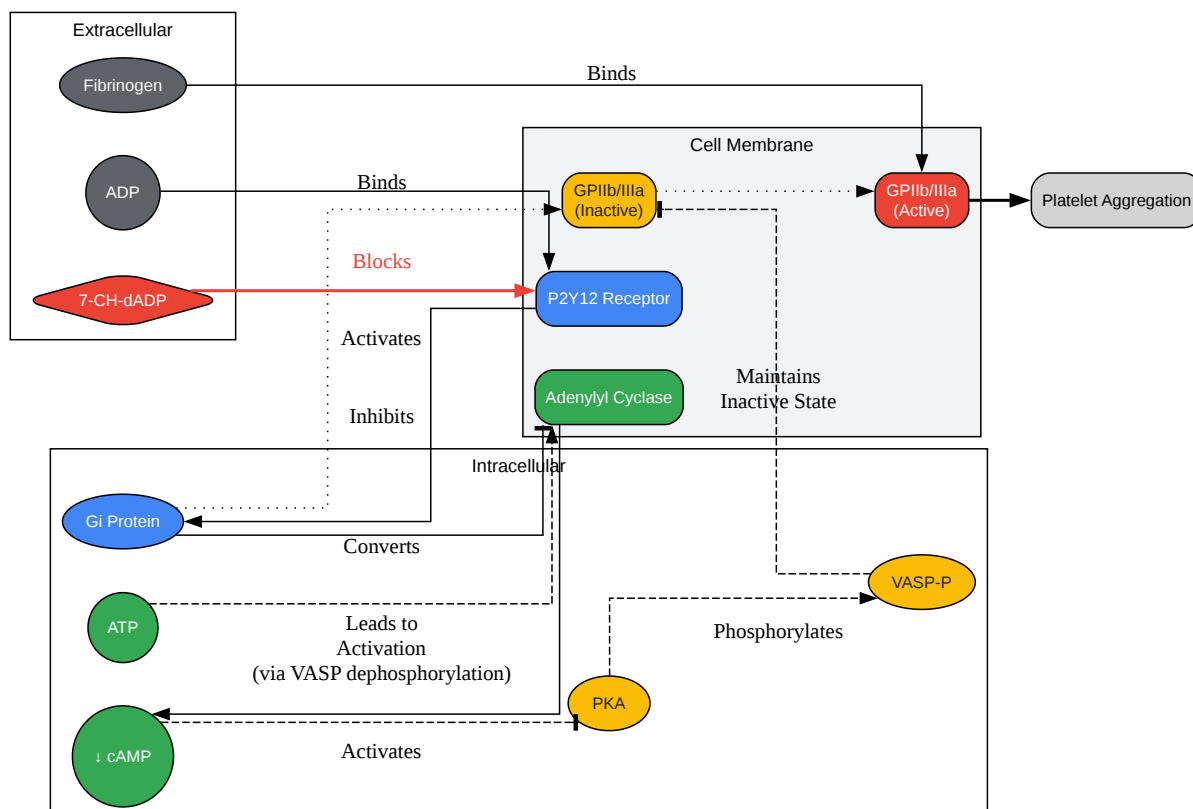 Extracellular
Fibrinogen
Binds
Cell Membrane
ADP
Binds
GPIIb/IIIa
(Inactive)
GPIIb/IIIa
(Active)
Platelet Aggregation
Blocks
7-CH-dADP
P2Y12 Receptor
Activates
Maintains
Inactive State
Adenylyl Cyclase
Inhibits
Intracellular
Gi Protein
Converts
VASP-P
ATP
Leads to
Activation
(via VASP dephosphorylation)
Phosphorylates
PKA
↓ cAMP
Activates